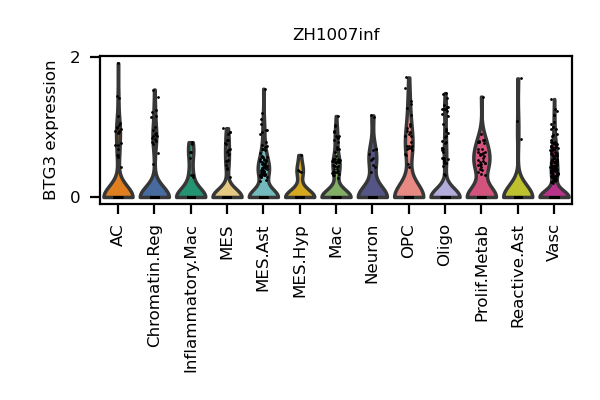 ZH1007inf
BTG3 expression
2
0
AC
Chromatin.Reg
Inflammatory.Mac
MES
MES.Ast
MES.Hyp
Mac
Neuron
OPC
Oligo
Prolif.Metab
Reactive.Ast
Vasc